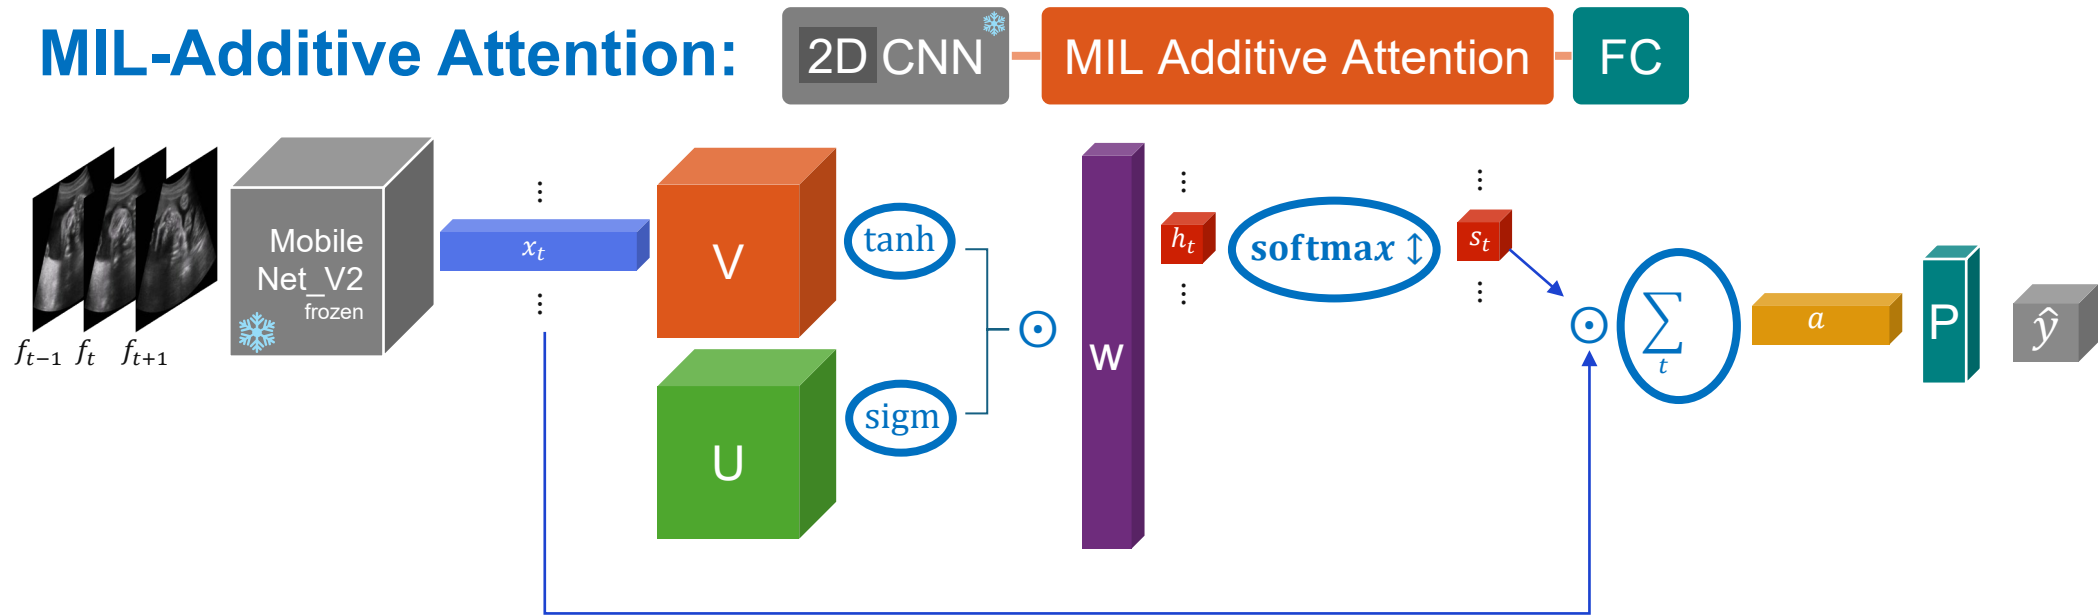 MIL-Additive Attention:
2D CNN
MIL Additive Attention
FC
Mobile
Net_V2
frozen
f_{t−1} f_t f_{t+1}
⋮
x_t
⋮
V
tanh
U
sigm
⊙
w
⋮
h_t
⋮
softmax ↕
⋮
s_t
⋮
⊙
∑
t
a
P
ŷ